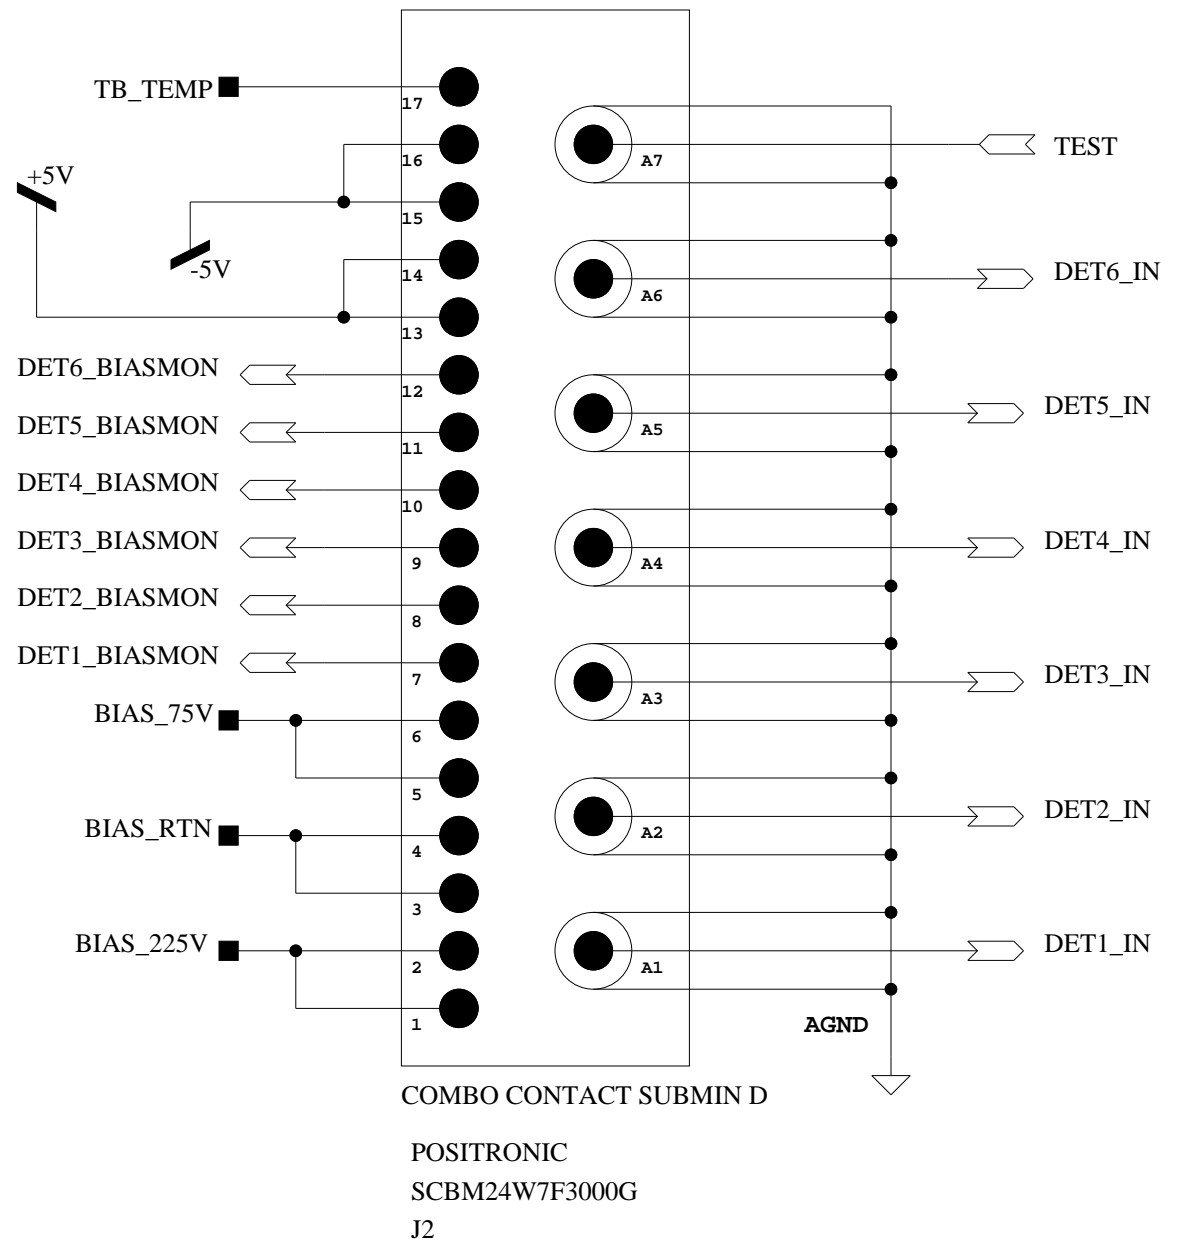 TB_TEMP
17
A7
TEST
16
+5V
15
-5V
14
A6
DET6_IN
13
DET6_BIASMON
12
DET5_IN
DET5_BIASMON
11
A5
DET4_BIASMON
10
DET3_BIASMON
9
A4
DET4_IN
DET2_BIASMON
8
DET1_BIASMON
7
A3
DET3_IN
BIAS_75V
6
5
BIAS_RTN
4
A2
DET2_IN
3
BIAS_225V
2
A1
DET1_IN
1
AGND
COMBO CONTACT SUBMIN D
POSITRONIC
SCBM24W7F3000G
J2